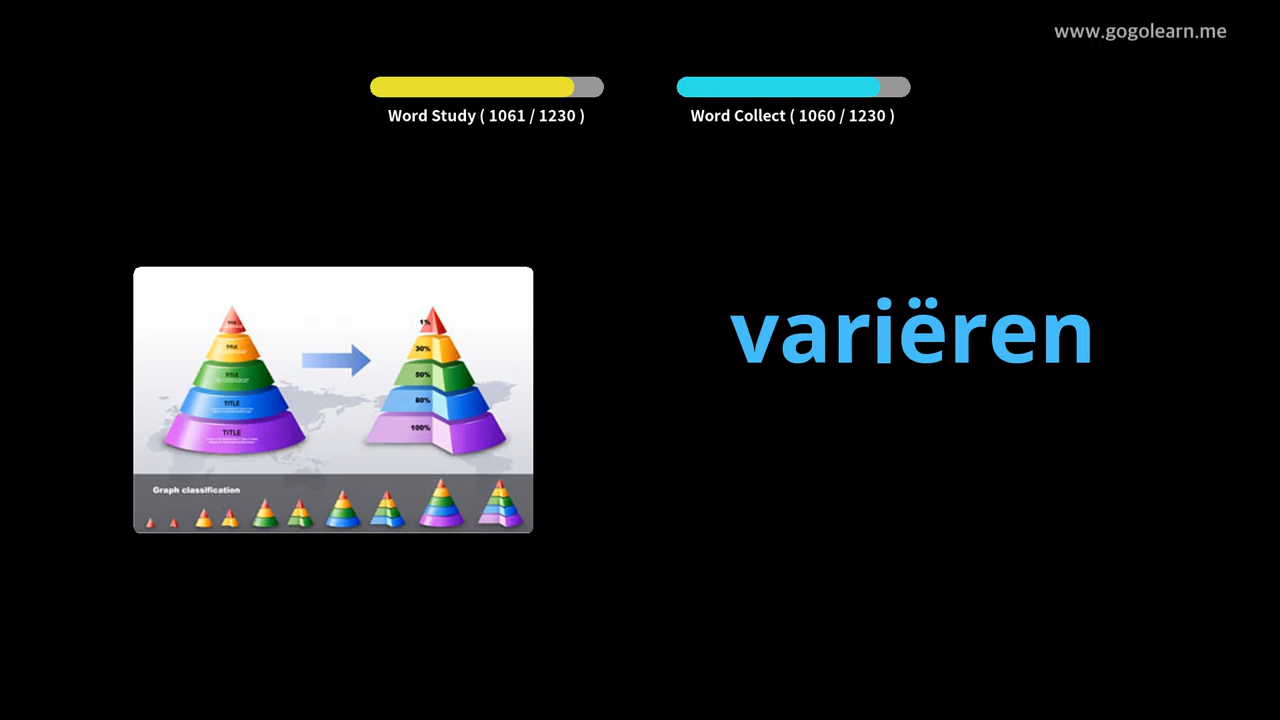 www.gogolearn.me
Word Study ( 1061 / 1230 )
Word Collect ( 1060 / 1230 )
variëren
1%
TITLE
30%
TITLE
50%
TITLE
80%
TITLE
100%
Graph classification